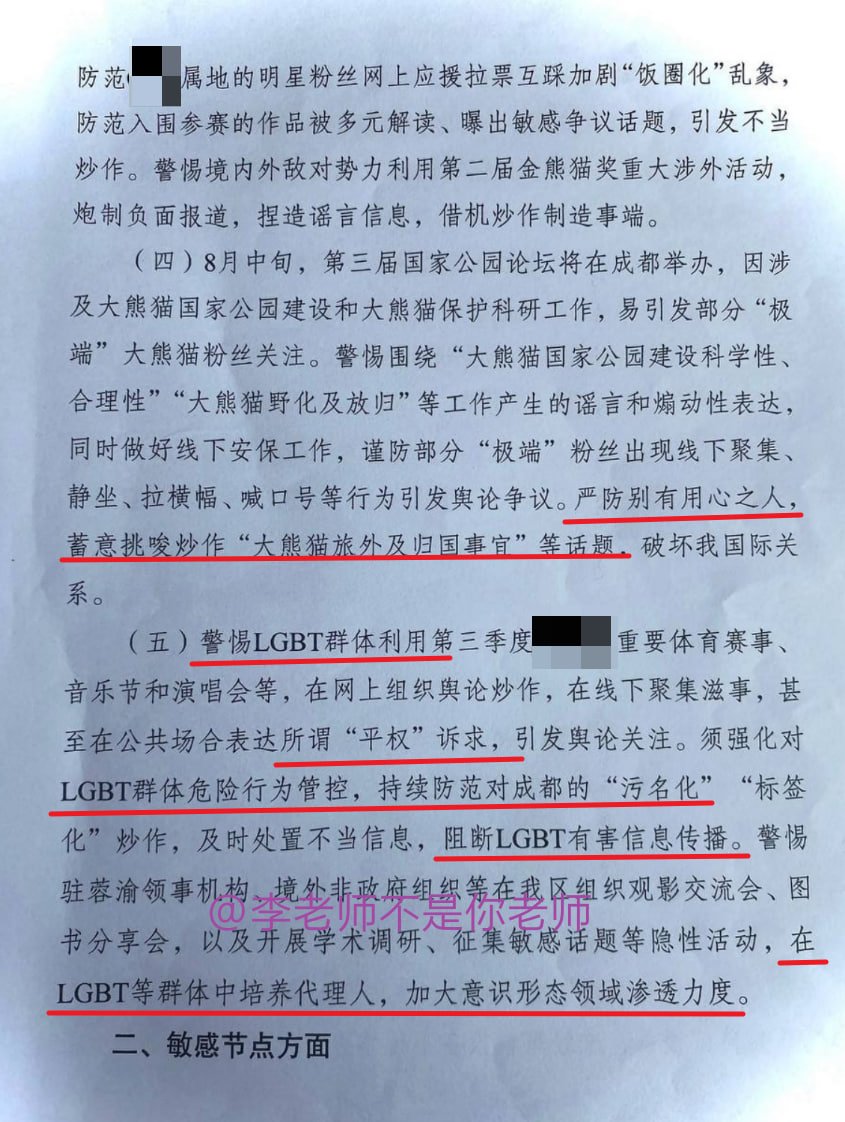 防范 属地的明星粉丝网上应援拉票互踩加剧“饭圈化”乱象，
防范入围参赛的作品被多元解读、曝出敏感争议话题，引发不当
炒作。警惕境内外敌对势力利用第二届金熊猫奖重大涉外活动，
炮制负面报道，捏造谣言信息，借机炒作制造事端。
（四）8月中旬，第三届国家公园论坛将在成都举办，因涉
及大熊猫国家公园建设和大熊猫保护科研工作，易引发部分“极
端”大熊猫粉丝关注。警惕围绕“大熊猫国家公园建设科学性、
合理性”“大熊猫野化及放归”等工作产生的谣言和煽动性表达，
同时做好线下安保工作，谨防部分“极端”粉丝出现线下聚集、
静坐、拉横幅、喊口号等行为引发舆论争议。严防别有用心之人，
蓄意挑唆炒作“大熊猫旅外及归国事宜”等话题，破坏我国际关
系。
（五）警惕LGBT群体利用第三季度 重要体育赛事、
音乐节和演唱会等，在网上组织舆论炒作，在线下聚集滋事，甚
至在公共场合表达所谓“平权”诉求，引发舆论关注。须强化对
LGBT群体危险行为管控，持续防范对成都的“污名化”“标签
化”炒作，及时处置不当信息，阻断LGBT有害信息传播。警惕
驻蓉渝领事机构、境外非政府组织等在我区组织观影交流会、图
@李老师不是你老师
书分享会，以及开展学术调研、征集敏感话题等隐性活动，在
LGBT等群体中培养代理人，加大意识形态领域渗透力度。
二、敏感节点方面